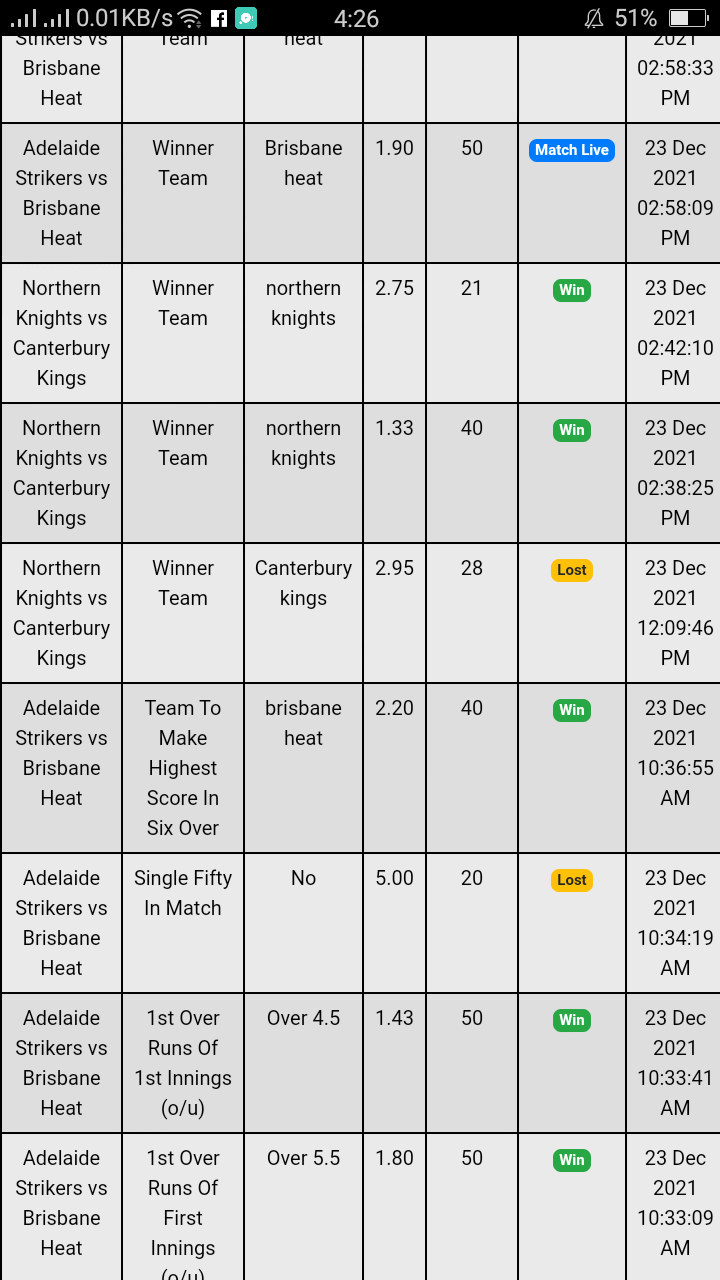 0.01KB/s 4:26 51%
Strikers vs Team heat 2021
Brisbane 02:58:33
Heat PM
Adelaide Winner Brisbane 1.90 50 Match Live 23 Dec
Strikers vs Team heat 2021
Brisbane 02:58:09
Heat PM
Northern Winner northern 2.75 21 Win 23 Dec
Knights vs Team knights 2021
Canterbury 02:42:10
Kings PM
Northern Winner northern 1.33 40 Win 23 Dec
Knights vs Team knights 2021
Canterbury 02:38:25
Kings PM
Northern Winner Canterbury 2.95 28 Lost 23 Dec
Knights vs Team kings 2021
Canterbury 12:09:46
Kings PM
Adelaide Team To brisbane 2.20 40 Win 23 Dec
Strikers vs Make heat 2021
Brisbane Highest 10:36:55
Heat Score In AM
Six Over
Adelaide Single Fifty No 5.00 20 Lost 23 Dec
Strikers vs In Match 2021
Brisbane 10:34:19
Heat AM
Adelaide 1st Over Over 4.5 1.43 50 Win 23 Dec
Strikers vs Runs Of 2021
Brisbane 1st Innings 10:33:41
Heat (o/u) AM
Adelaide 1st Over Over 5.5 1.80 50 Win 23 Dec
Strikers vs Runs Of 2021
Brisbane First 10:33:09
Heat Innings AM
(o/u)